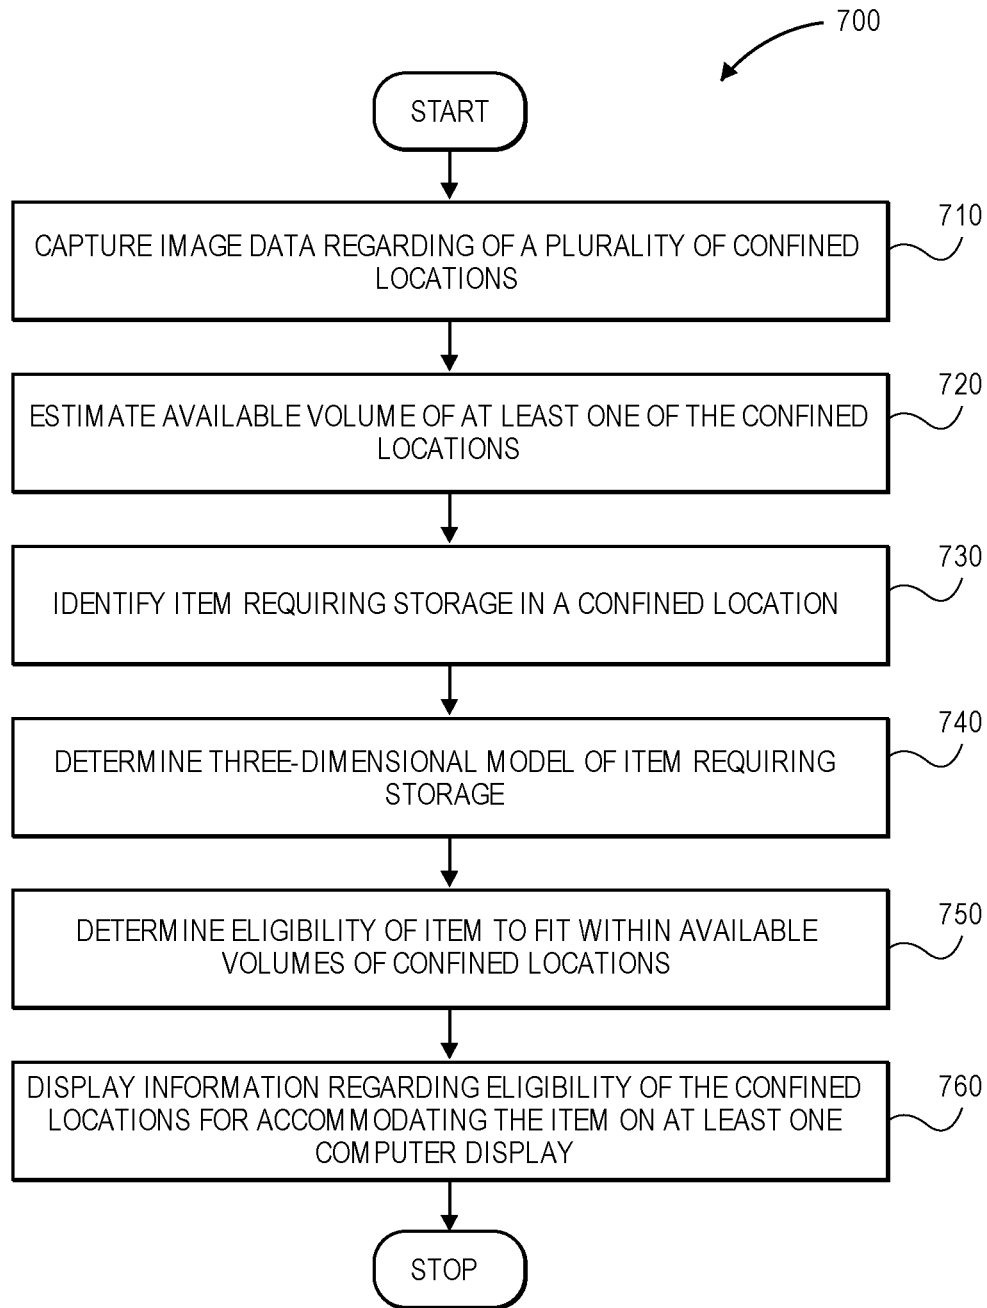 700
START
710
CAPTURE IMAGE DATA REGARDING OF A PLURALITY OF CONFINED
LOCATIONS
720
ESTIMATE AVAILABLE VOLUME OF AT LEAST ONE OF THE CONFINED
LOCATIONS
730
IDENTIFY ITEM REQUIRING STORAGE IN A CONFINED LOCATION
740
DETERMINE THREE-DIMENSIONAL MODEL OF ITEM REQUIRING
STORAGE
750
DETERMINE ELIGIBILITY OF ITEM TO FIT WITHIN AVAILABLE
VOLUMES OF CONFINED LOCATIONS
760
DISPLAY INFORMATION REGARDING ELIGIBILITY OF THE CONFINED
LOCATIONS FOR ACCOMMODATING THE ITEM ON AT LEAST ONE
COMPUTER DISPLAY
STOP